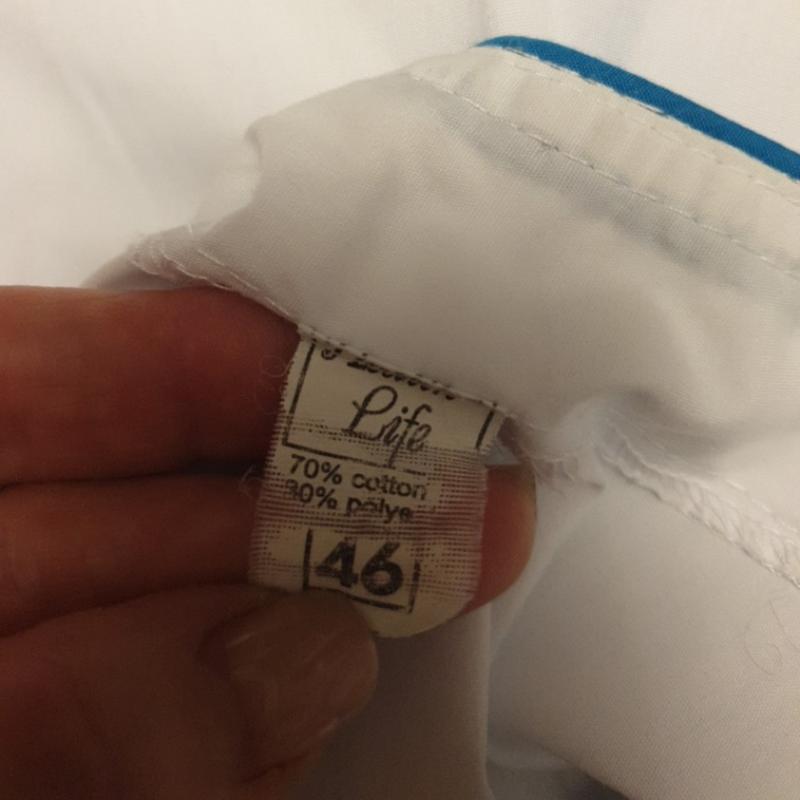 Life
70% cotton
30% polye
46